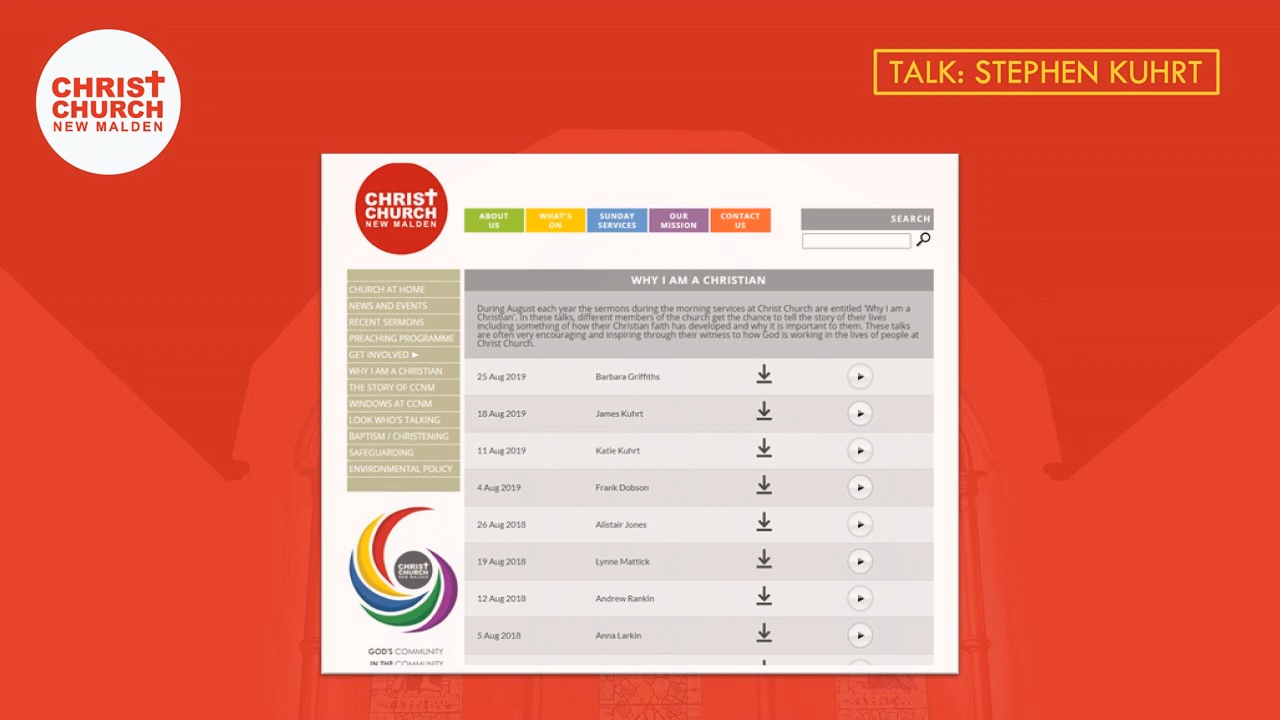 CHRIST
CHURCH
NEW MALDEN
TALK: STEPHEN KUHRT
CHRIST
CHURCH
NEW MALDEN
ABOUT
US
WHAT'S
ON
SUNDAY
SERVICES
OUR
MISSION
CONTACT
US
SEARCH
CHURCH AT HOME
NEWS AND EVENTS
RECENT SERMONS
PREACHING PROGRAMME
GET INVOLVED ▶
WHY I AM A CHRISTIAN
THE STORY OF CCNM
WINDOWS AT CCNM
LOOK WHO'S TALKING
BAPTISM / CHRISTENING
SAFEGUARDING
ENVIRONMENTAL POLICY
CHRIST
CHURCH
NEW MALDEN
GOD'S COMMUNITY
IN THE COMMUNITY
WHY I AM A CHRISTIAN
During August each year the sermons during the morning services at Christ Church are entitled 'Why I am a
Christian'. In these talks, different members of the church get the chance to tell the story of their lives
including something of how their Christian faith has developed and why it is important to them. These talks
are often very encouraging and inspiring through their witness to how God is working in the lives of people at
Christ Church.
25 Aug 2019 Barbara Griffiths
18 Aug 2019 James Kuhrt
11 Aug 2019 Katie Kuhrt
4 Aug 2019 Frank Dobson
26 Aug 2018 Alistair Jones
19 Aug 2018 Lynne Mattick
12 Aug 2018 Andrew Rankin
5 Aug 2018 Anna Larkin